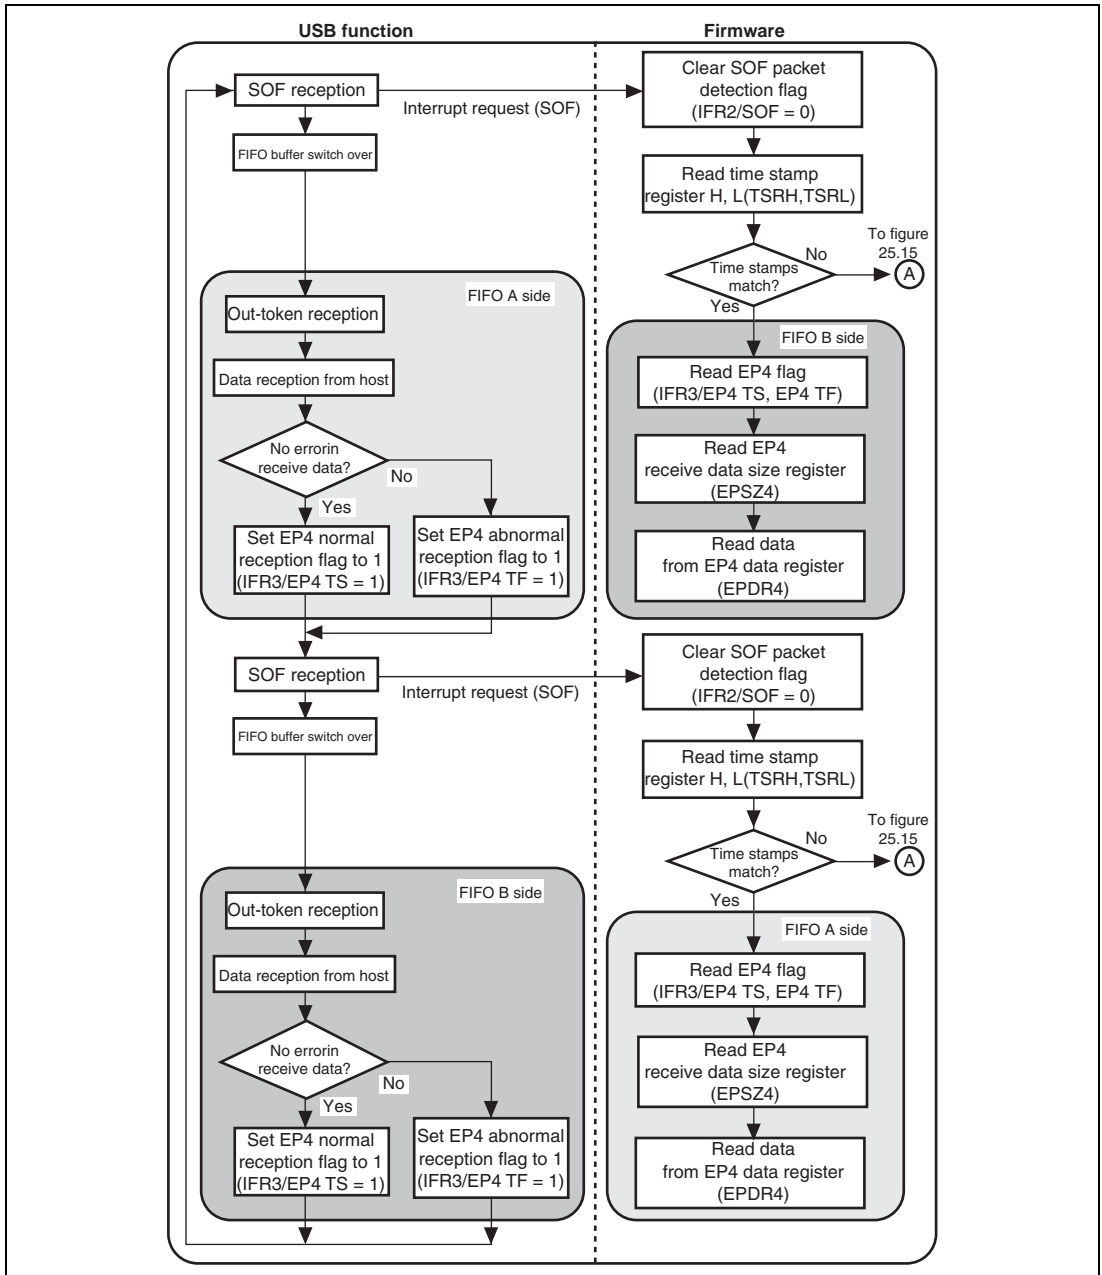 USB function
Firmware
SOF reception
Interrupt request (SOF)
FIFO buffer switch over
Clear SOF packet
detection flag
(IFR2/SOF = 0)
Read time stamp
register H, L(TSRH,TSRL)
Time stamps
match?
No
To figure
25.15
A
Yes
FIFO A side
Out-token reception
Data reception from host
No errorin
receive data?
No
Yes
Set EP4 normal
reception flag to 1
(IFR3/EP4 TS = 1)
Set EP4 abnormal
reception flag to 1
(IFR3/EP4 TF = 1)
FIFO B side
Read EP4 flag
(IFR3/EP4 TS, EP4 TF)
Read EP4
receive data size register
(EPSZ4)
Read data
from EP4 data register
(EPDR4)
SOF reception
Interrupt request (SOF)
FIFO buffer switch over
Clear SOF packet
detection flag
(IFR2/SOF = 0)
Read time stamp
register H, L(TSRH,TSRL)
Time stamps
match?
No
To figure
25.15
A
Yes
FIFO B side
Out-token reception
Data reception from host
No errorin
receive data?
No
Yes
Set EP4 normal
reception flag to 1
(IFR3/EP4 TS = 1)
Set EP4 abnormal
reception flag to 1
(IFR3/EP4 TF = 1)
FIFO A side
Read EP4 flag
(IFR3/EP4 TS, EP4 TF)
Read EP4
receive data size register
(EPSZ4)
Read data
from EP4 data register
(EPDR4)